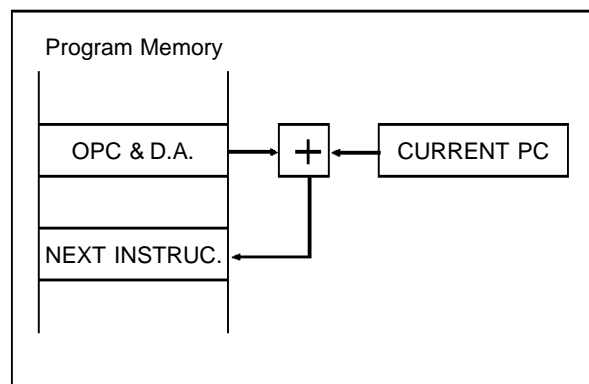 Program Memory
OPC & D.A.
+
CURRENT PC
NEXT INSTRUC.